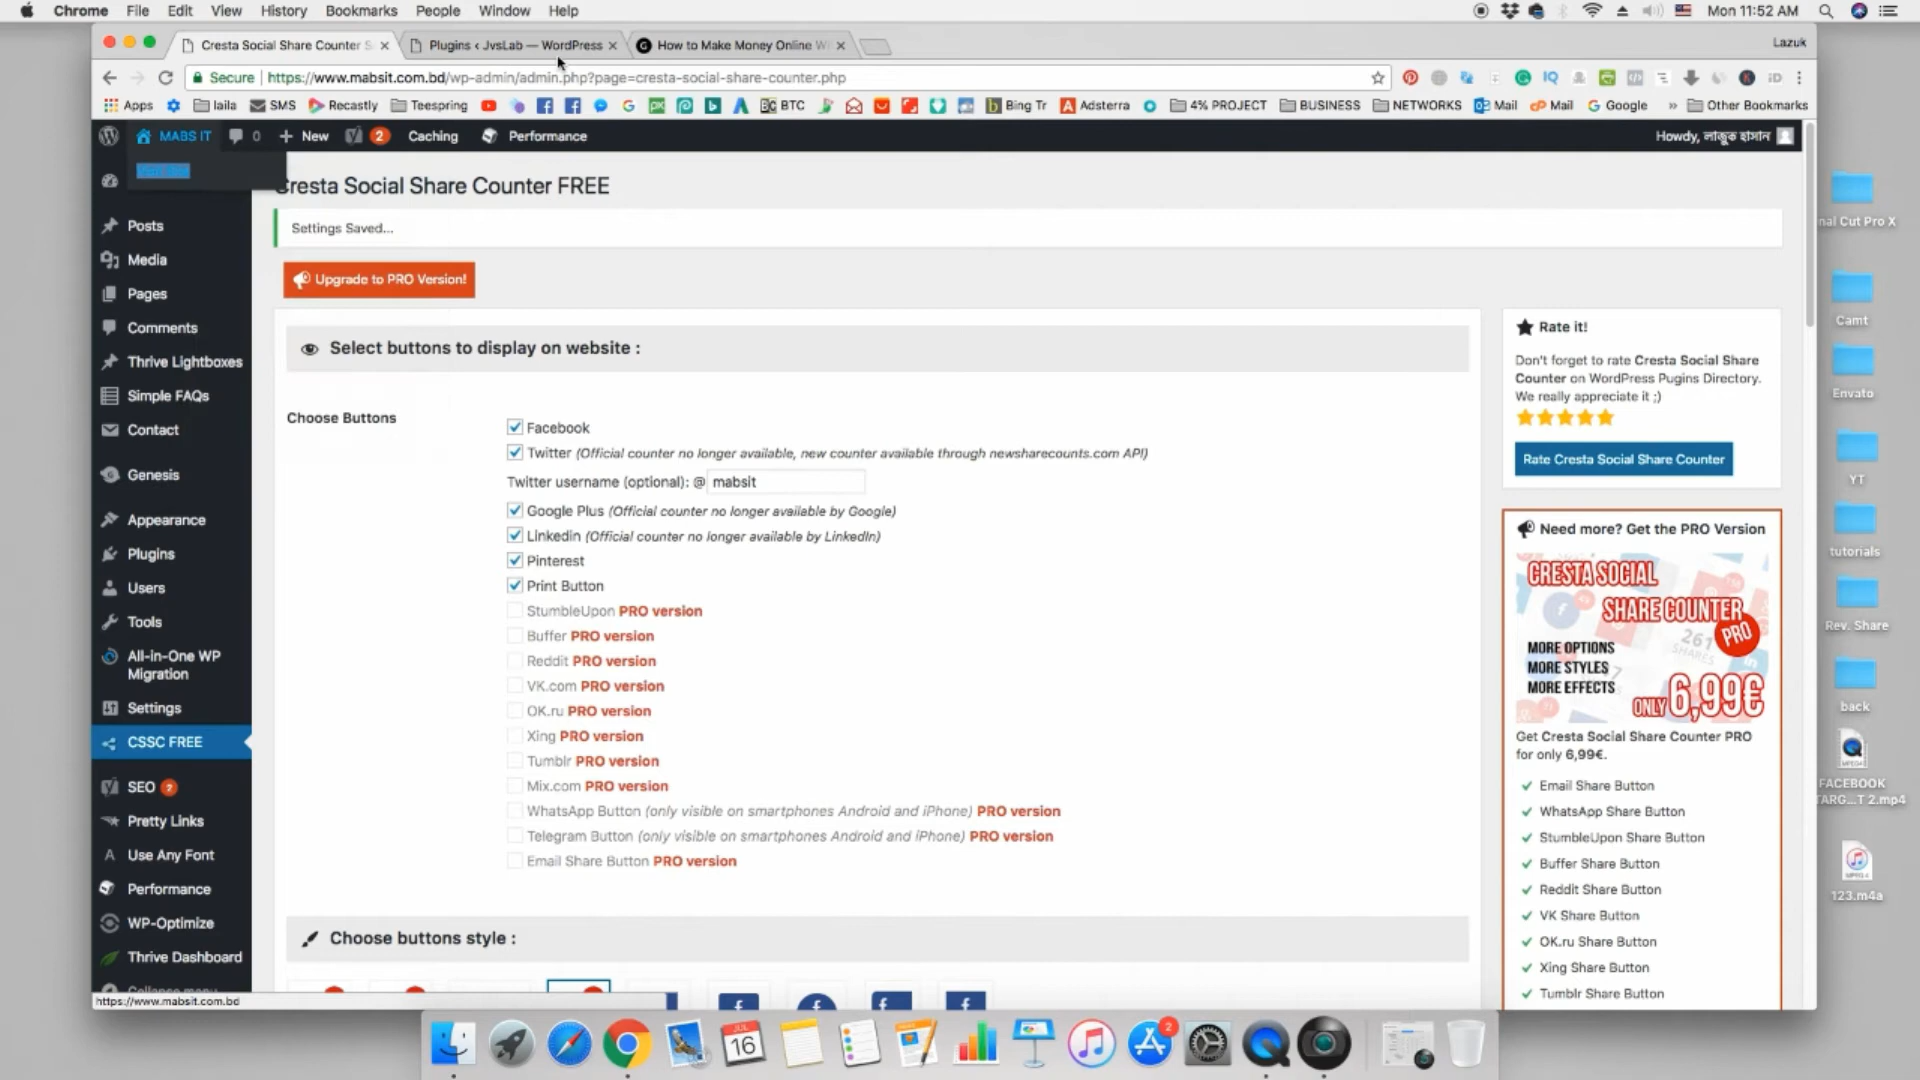 Chrome File Edit View History Bookmarks People Window Help Mon 11:52 AM
Cresta Social Share Counter S Plugins ‹ JvsLab — WordPress How to Make Money Online W Lazuk
Secure https://www.mabsit.com.bd/wp-admin/admin.php?page=cresta-social-share-counter.php
Apps laila SMS Recastly Teespring BTC Bing Tr Adsterra 4% PROJECT BUSINESS NETWORKS Mail Mail Google » Other Bookmarks
MABS IT 0 New 2 Caching Performance Howdy, লাজুক হাসান
Cresta Social Share Counter FREE
Settings Saved...
Upgrade to PRO Version!
Posts
Media
Pages
Comments
Thrive Lightboxes
Simple FAQs
Contact
Genesis
Appearance
Plugins
Users
Tools
All-in-One WP
Migration
Settings
CSSC FREE
SEO 2
Pretty Links
Use Any Font
Performance
WP-Optimize
Thrive Dashboard
Collapse menu
https://www.mabsit.com.bd
Select buttons to display on website :
Choose Buttons
Facebook
Twitter (Official counter no longer available, new counter available through newsharecounts.com API)
Twitter username (optional): @ mabsit
Google Plus (Official counter no longer available by Google)
Linkedin (Official counter no longer available by LinkedIn)
Pinterest
Print Button
StumbleUpon PRO version
Buffer PRO version
Reddit PRO version
VK.com PRO version
OK.ru PRO version
Xing PRO version
Tumblr PRO version
Mix.com PRO version
WhatsApp Button (only visible on smartphones Android and iPhone) PRO version
Telegram Button (only visible on smartphones Android and iPhone) PRO version
Email Share Button PRO version
Choose buttons style :
Rate it!
Don't forget to rate Cresta Social Share
Counter on WordPress Pugins Directory.
We really appreciate it ;)
Rate Cresta Social Share Counter
Need more? Get the PRO Version
CRESTA SOCIAL
SHARE COUNTER
PRO
MORE OPTIONS
MORE STYLES
MORE EFFECTS
261
SHARES
ONLY 6,99€
Get Cresta Social Share Counter PRO
for only 6,99€.
Email Share Button
WhatsApp Share Button
StumbleUpon Share Button
Buffer Share Button
Reddit Share Button
VK Share Button
OK.ru Share Button
Xing Share Button
Tumblr Share Button
nal Cut Pro X
Camt
Envato
YT
tutorials
Rev. Share
back
FACEBOOK
TARG...T 2.mp4
123.m4a
JUL
16
2